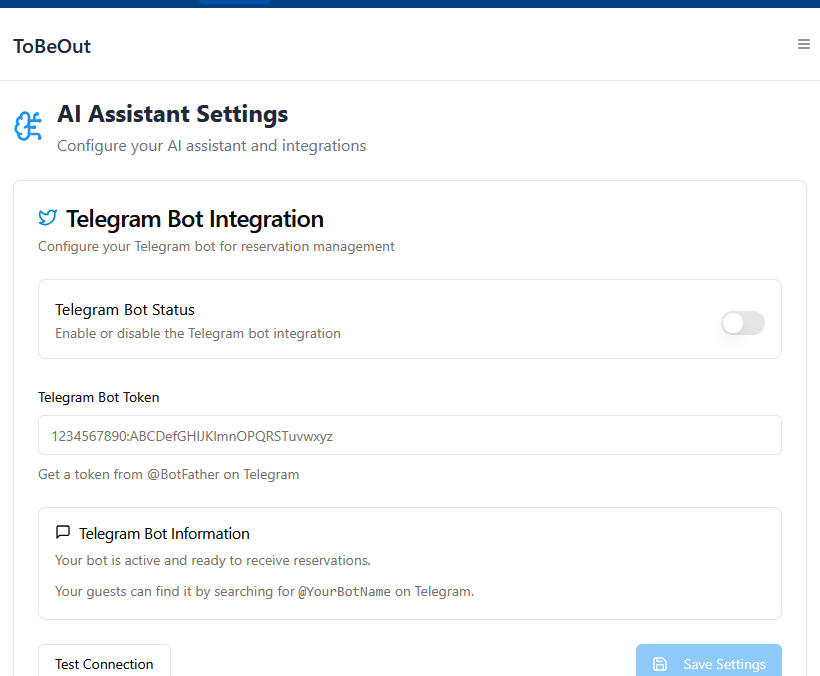 ToBeOut
AI Assistant Settings
Configure your AI assistant and integrations
Telegram Bot Integration
Configure your Telegram bot for reservation management
Telegram Bot Status
Enable or disable the Telegram bot integration
Telegram Bot Token
1234567890:ABCDefGHIJKlmnOPQRSTuvwxyz
Get a token from @BotFather on Telegram
Telegram Bot Information
Your bot is active and ready to receive reservations.
Your guests can find it by searching for @YourBotName on Telegram.
Test Connection
Save Settings